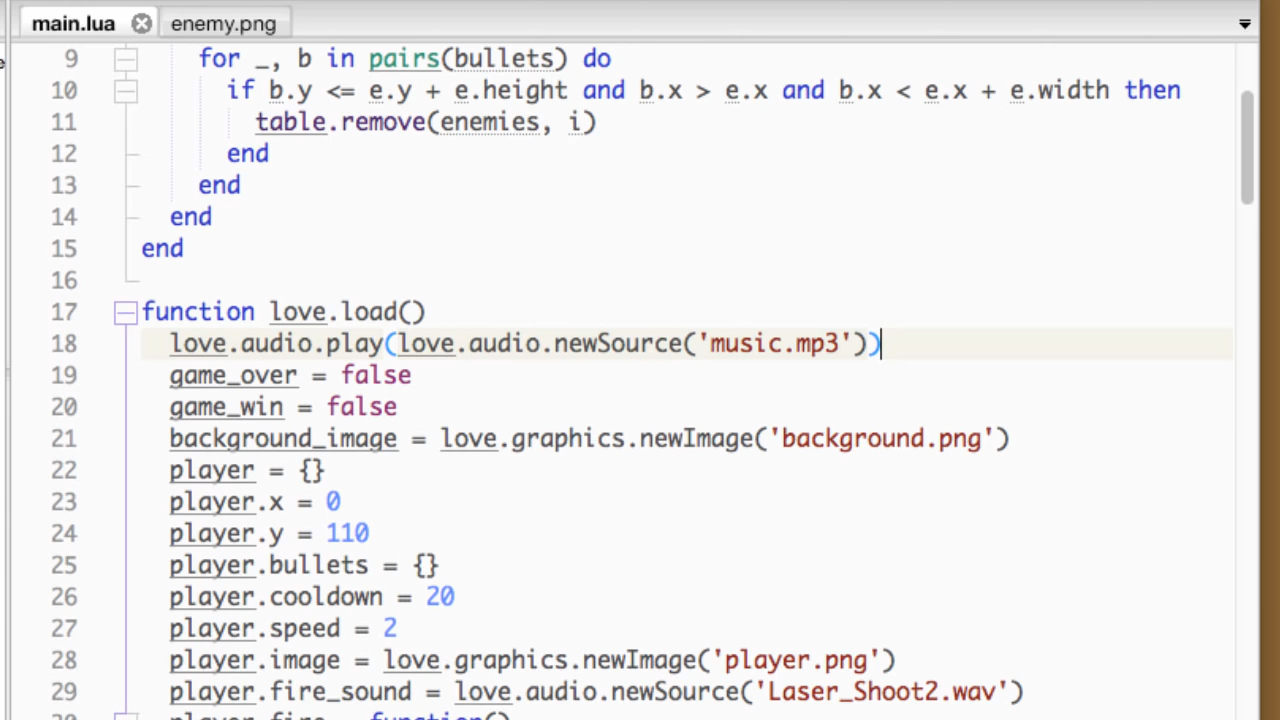 main.lua enemy.png
e
9 for _, b in pairs(bullets) do
10 if b.y <= e.y + e.height and b.x > e.x and b.x < e.x + e.width then
11 table.remove(enemies, i)
12 end
13 end
14 end
15 end
16
17 function love.load()
18 love.audio.play(love.audio.newSource('music.mp3'))
19 game_over = false
20 game_win = false
21 background_image = love.graphics.newImage('background.png')
22 player = {}
23 player.x = 0
24 player.y = 110
25 player.bullets = {}
26 player.cooldown = 20
27 player.speed = 2
28 player.image = love.graphics.newImage('player.png')
29 player.fire_sound = love.audio.newSource('Laser_Shoot2.wav')
30 player.fire = function()